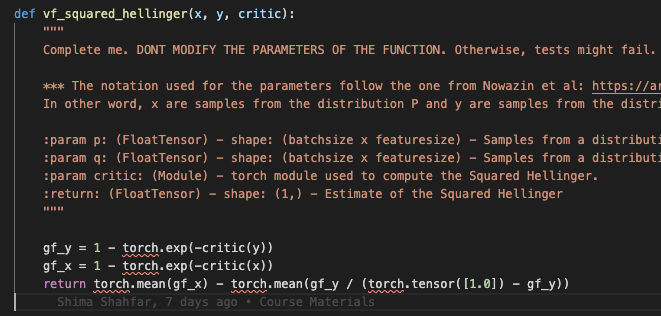 def vf_squared_hellinger(x, y, critic):
"""
Complete me. DONT MODIFY THE PARAMETERS OF THE FUNCTION. Otherwise, tests might fail.
*** The notation used for the parameters follow the one from Nowazin et al: https://ar
In other word, x are samples from the distribution P and y are samples from the distri
:param p: (FloatTensor) - shape: (batchsize x featuresize) - Samples from a distributi
:param q: (FloatTensor) - shape: (batchsize x featuresize) - Samples from a distributi
:param critic: (Module) - torch module used to compute the Squared Hellinger.
:return: (FloatTensor) - shape: (1,) - Estimate of the Squared Hellinger
"""
gf_y = 1 - torch.exp(-critic(y))
gf_x = 1 - torch.exp(-critic(x))
return torch.mean(gf_x) - torch.mean(gf_y / (torch.tensor([1.0]) - gf_y))
Shima Shahfar, 7 days ago • Course Materials